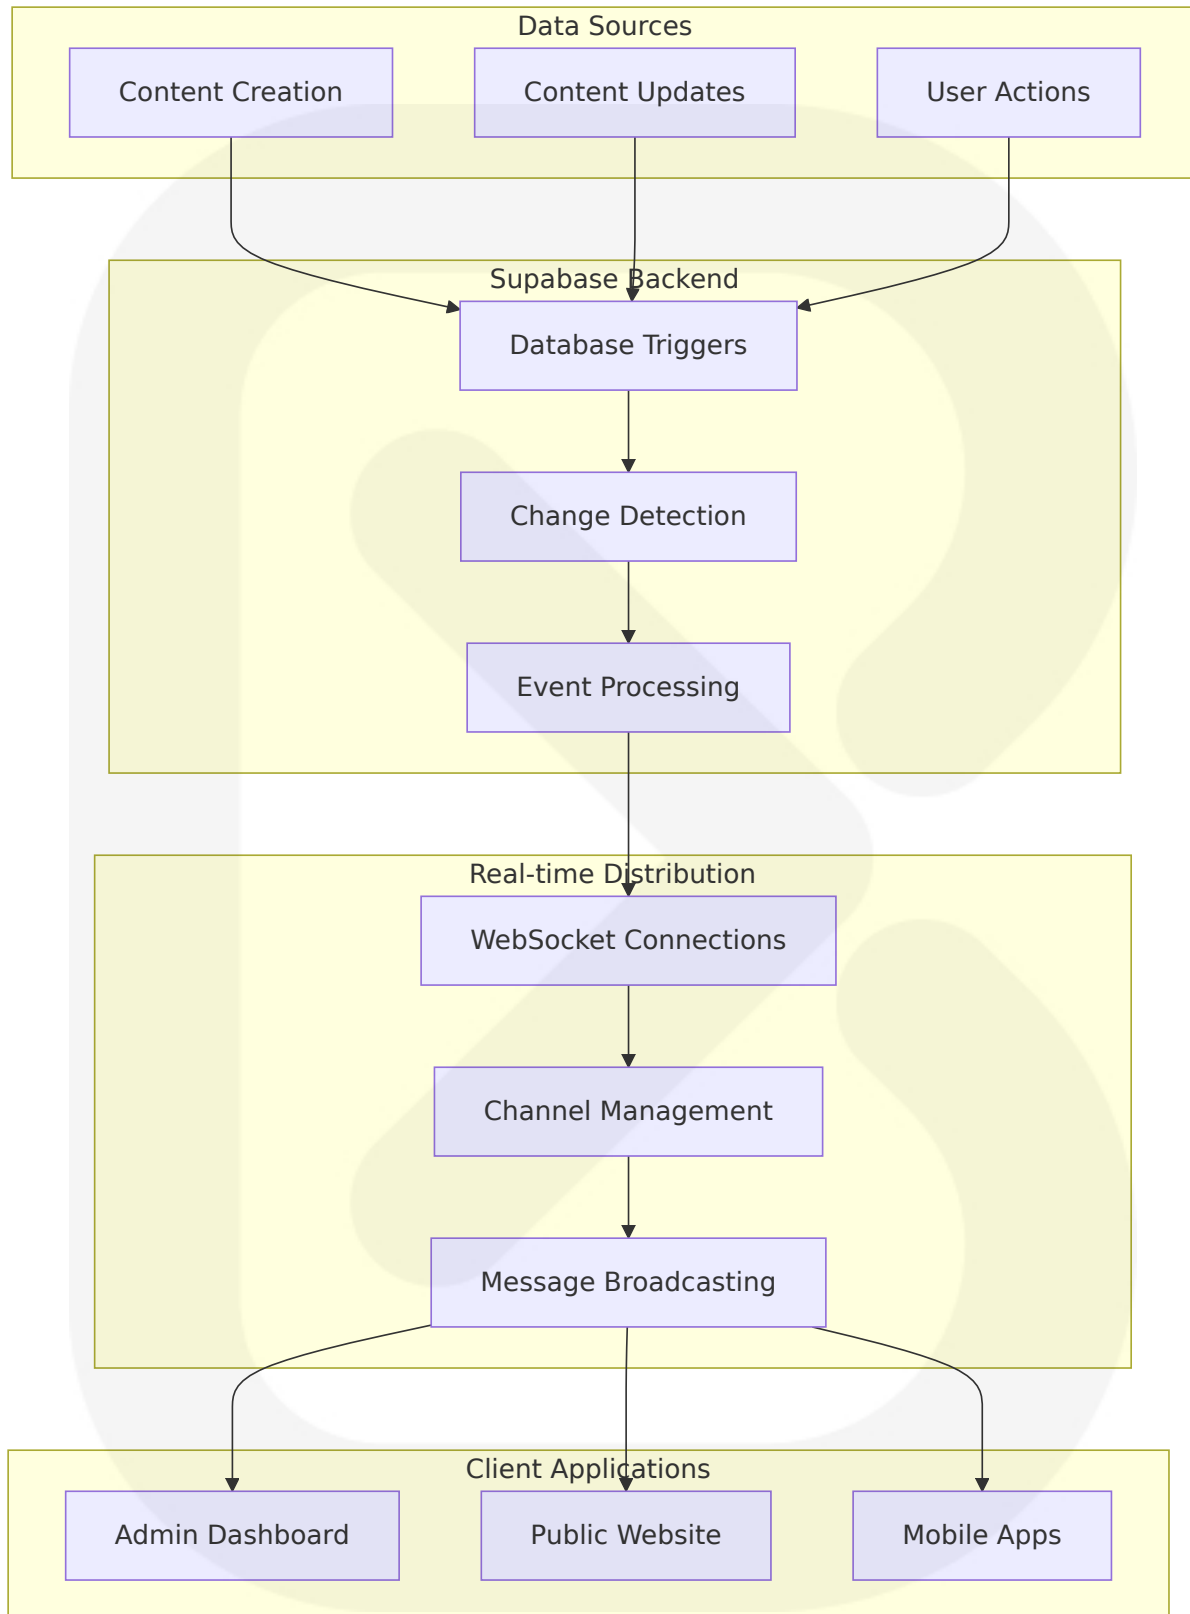 Data Sources
Content Creation
Content Updates
User Actions
Supabase Backend
Database Triggers
Change Detection
Event Processing
Real-time Distribution
WebSocket Connections
Channel Management
Message Broadcasting
Client Applications
Admin Dashboard
Public Website
Mobile Apps